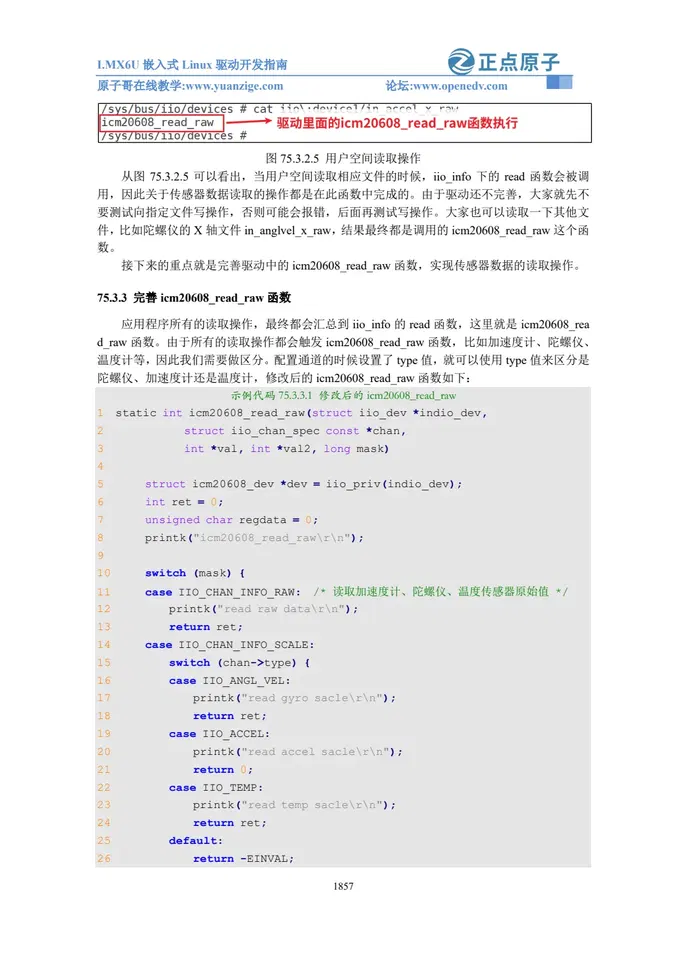 I.MX6U 嵌入式 Linux 驱动开发指南
正点原子
原子哥在线教学:www.yuanzige.com 论坛:www.openedv.com
/sys/bus/iio/devices # cat iio\:device1/in_accel_x_raw
icm20608_read_raw 驱动里面的icm20608_read_raw函数执行
/sys/bus/iio/devices #
图 75.3.2.5 用户空间读取操作
从图 75.3.2.5 可以看出，当用户空间读取相应文件的时候，iio_info 下的 read 函数会被调
用，因此关于传感器数据读取的操作都是在此函数中完成的。由于驱动还不完善，大家就先不
要测试向指定文件写操作，否则可能会报错，后面再测试写操作。大家也可以读取一下其他文
件，比如陀螺仪的 X 轴文件 in_anglvel_x_raw，结果最终都是调用的 icm20608_read_raw 这个函
数。
接下来的重点就是完善驱动中的 icm20608_read_raw 函数，实现传感器数据的读取操作。
75.3.3 完善 icm20608_read_raw 函数
应用程序所有的读取操作，最终都会汇总到 iio_info 的 read 函数，这里就是 icm20608_rea
d_raw 函数。由于所有的读取操作都会触发 icm20608_read_raw 函数，比如加速度计、陀螺仪、
温度计等，因此我们需要做区分。配置通道的时候设置了 type 值，就可以使用 type 值来区分是
陀螺仪、加速度计还是温度计，修改后的 icm20608_read_raw 函数如下：
示例代码 75.3.3.1 修改后的 icm20608_read_raw
1 static int icm20608_read_raw(struct iio_dev *indio_dev,
2 struct iio_chan_spec const *chan,
3 int *val, int *val2, long mask)
4
5 struct icm20608_dev *dev = iio_priv(indio_dev);
6 int ret = 0;
7 unsigned char regdata = 0;
8 printk("icm20608_read_raw\r\n");
9
10 switch (mask) {
11 case IIO_CHAN_INFO_RAW: /* 读取加速度计、陀螺仪、温度传感器原始值 */
12 printk("read raw data\r\n");
13 return ret;
14 case IIO_CHAN_INFO_SCALE:
15 switch (chan->type) {
16 case IIO_ANGL_VEL:
17 printk("read gyro sacle\r\n");
18 return ret;
19 case IIO_ACCEL:
20 printk("read accel sacle\r\n");
21 return 0;
22 case IIO_TEMP:
23 printk("read temp sacle\r\n");
24 return ret;
25 default:
26 return -EINVAL;
1857